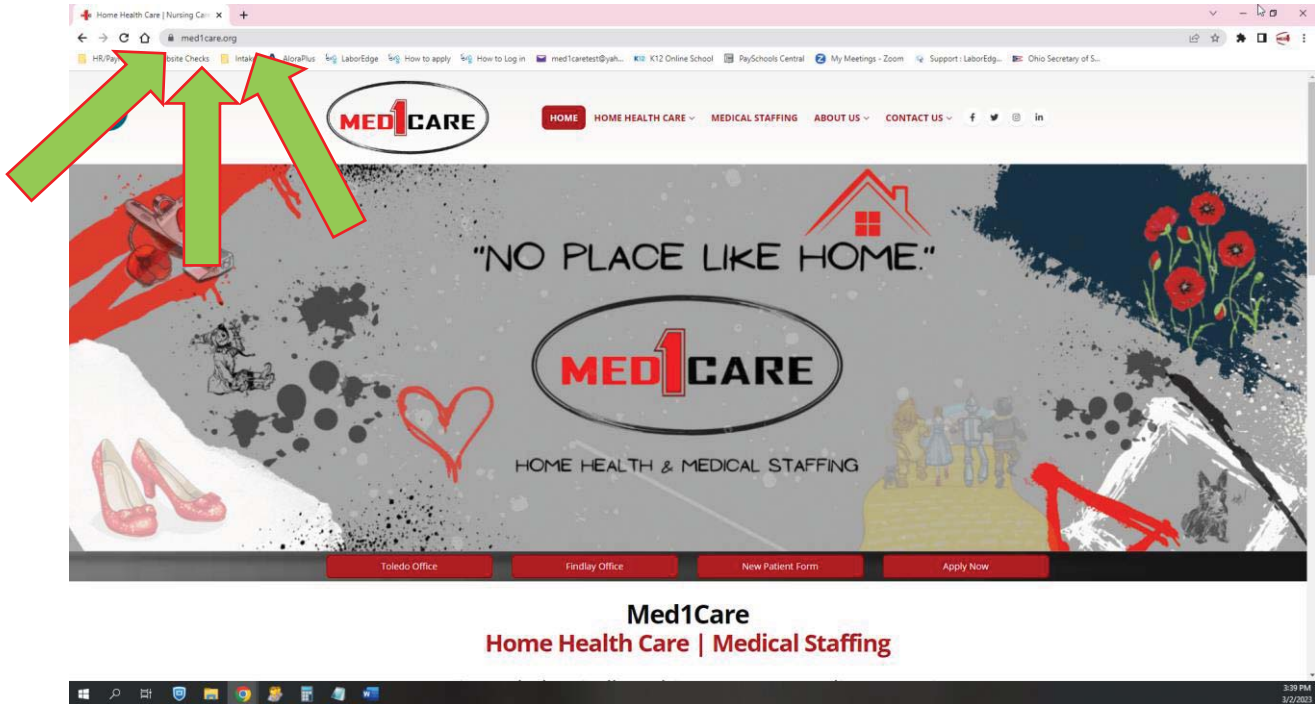 Home Health Care | Nursing Care
med1care.org
HR/Pay
bsite Checks
Intak
AloraPlus
LaborEdge
How to apply
How to Log in
med1caretest@yah...
K12 K12 Online School
PaySchools Central
My Meetings - Zoom
Support : LaborEdg...
Ohio Secretary of S...
MED1CARE
HOME
HOME HEALTH CARE
MEDICAL STAFFING
ABOUT US
CONTACT US
"NO PLACE LIKE HOME."
MED1CARE
HOME HEALTH & MEDICAL STAFFING
Toledo Office
Findlay Office
New Patient Form
Apply Now
Med1Care
Home Health Care | Medical Staffing
3:39 PM
3/2/2023